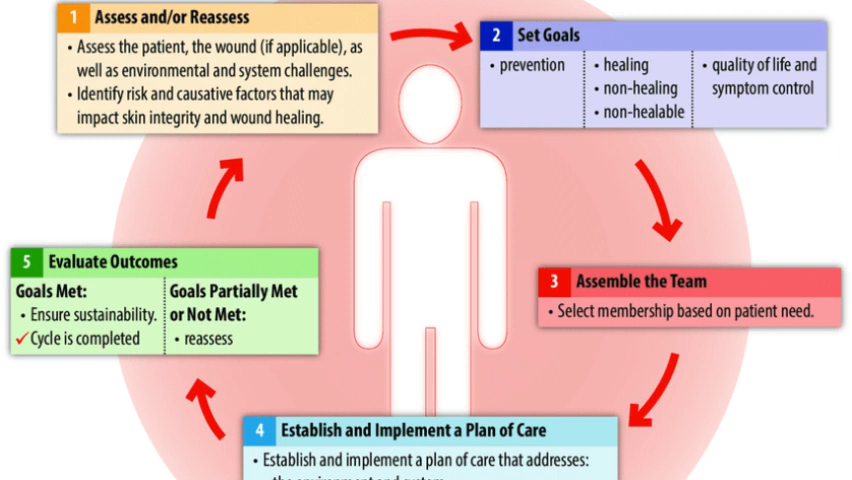 1 Assess and/or Reassess
• Assess the patient, the wound (if applicable), as
well as environmental and system challenges.
• Identify risk and causative factors that may
impact skin integrity and wound healing.
2 Set Goals
• prevention
• healing
• non-healing
• non-healable
• quality of life and
symptom control
3 Assemble the Team
• Select membership based on patient need.
4 Establish and Implement a Plan of Care
• Establish and implement a plan of care that addresses:
the environment and system
5 Evaluate Outcomes
Goals Met:
• Ensure sustainability.
✓ Cycle is completed
Goals Partially Met
or Not Met:
• reassess